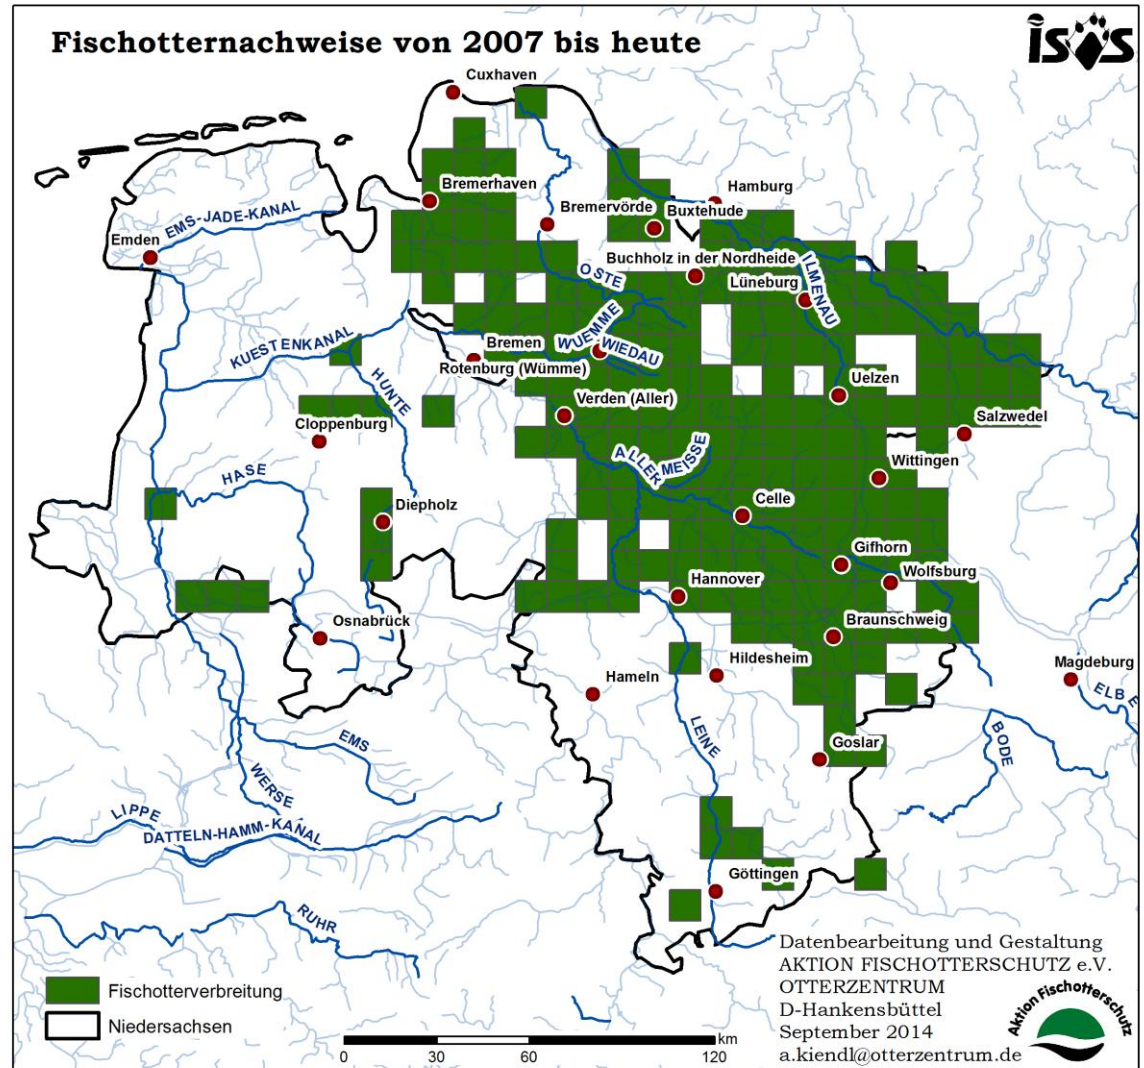 Fischotternachweise von 2007 bis heute
isos
Cuxhaven
Bremerhaven
Hamburg
Bremervörde
Buxtehude
EMS-JADE-KANAL
Emden
Buchholz in der Nordheide
OSTE
Lüneburg
ILMENAU
WUEMME
WIEDAU
KUESTENKANAL
Bremen
Rotenburg (Wümme)
HUNTE
Uelzen
Verden (Aller)
Cloppenburg
Salzwedel
ALLER
MEISSE
Wittingen
HASE
Diepholz
Celle
Gifhorn
Wolfsburg
Hannover
Osnabrück
Braunschweig
Hildesheim
Hameln
Magdeburg
ELBE
LEINE
EMS
Goslar
BODE
WERSE
LIPPE
DATTELN-HAMM-KANAL
Göttingen
RUHR
Fischotterverbreitung
Niedersachsen
km
0 30 60 120
Datenbearbeitung und Gestaltung
AKTION FISCHOTTERSCHUTZ e.V.
OTTERZENTRUM
D-Hankensbüttel
September 2014
a.kiendl@otterzentrum.de
Aktion Fischotterschutz